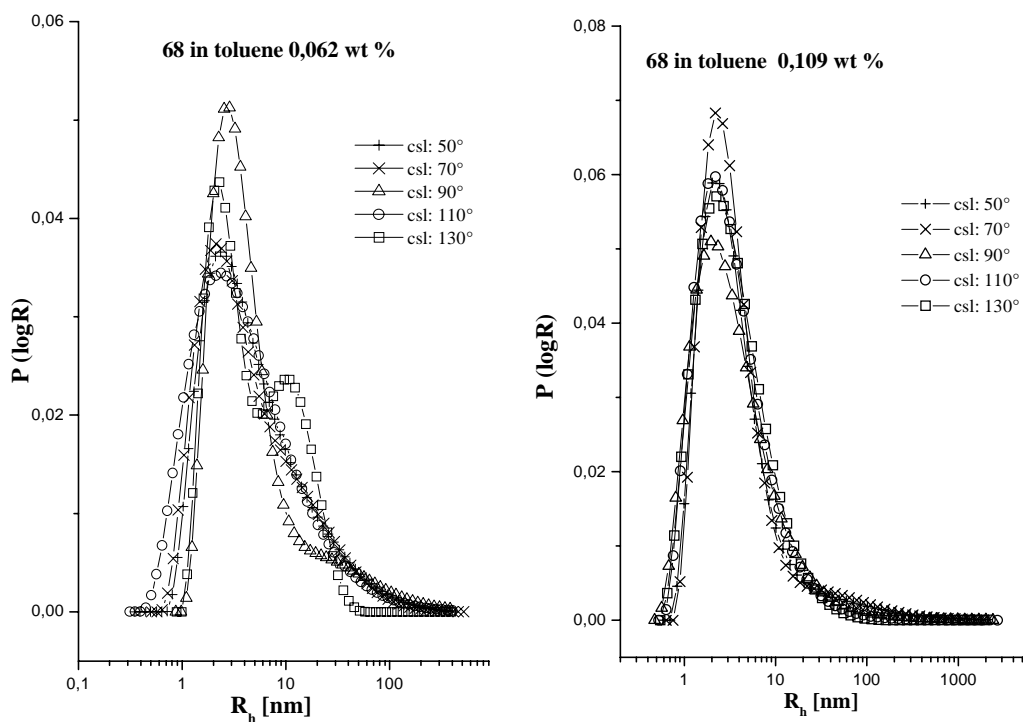 68 in toluene 0,062 wt %
P (logR)
0,06
0,04
0,02
0,00
csl: 50°
csl: 70°
csl: 90°
csl: 110°
csl: 130°
0,1
1
10
100
R_h [nm]
68 in toluene 0,109 wt %
P (logR)
0,08
0,06
0,04
0,02
0,00
csl: 50°
csl: 70°
csl: 90°
csl: 110°
csl: 130°
1
10
100
1000
R_h [nm]